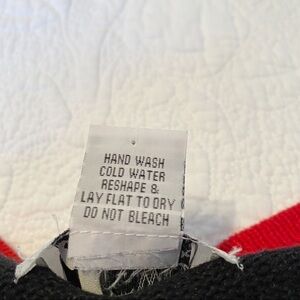 HAND WASH
COLD WATER
RESHAPE &
LAY FLAT TO DRY
DO NOT BLEACH